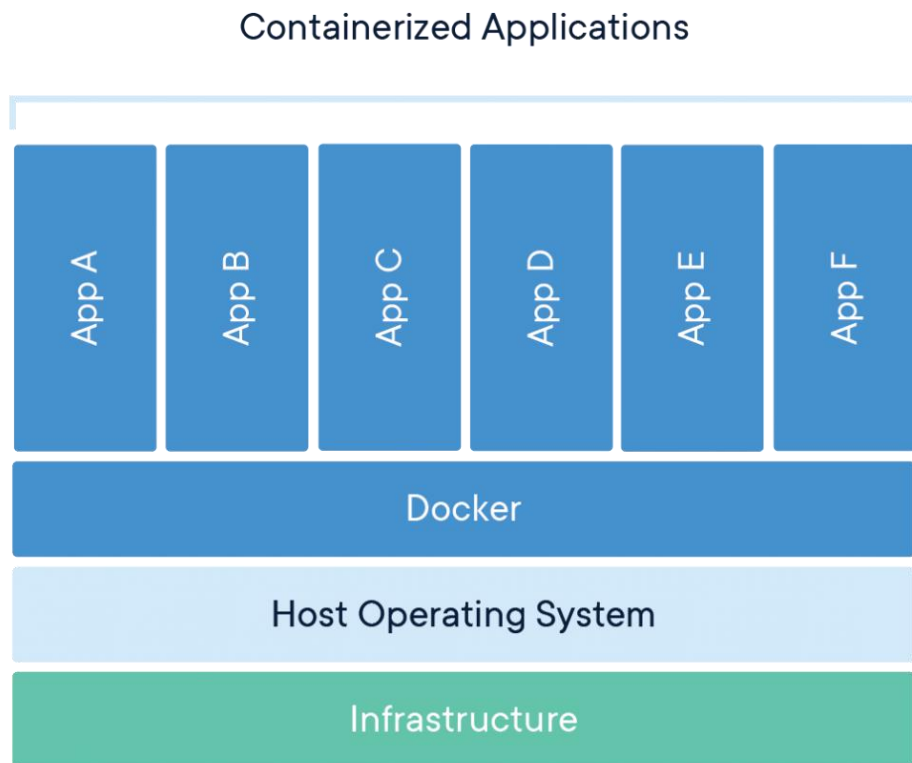 Containerized Applications
App A
App B
App C
App D
App E
App F
Docker
Host Operating System
Infrastructure